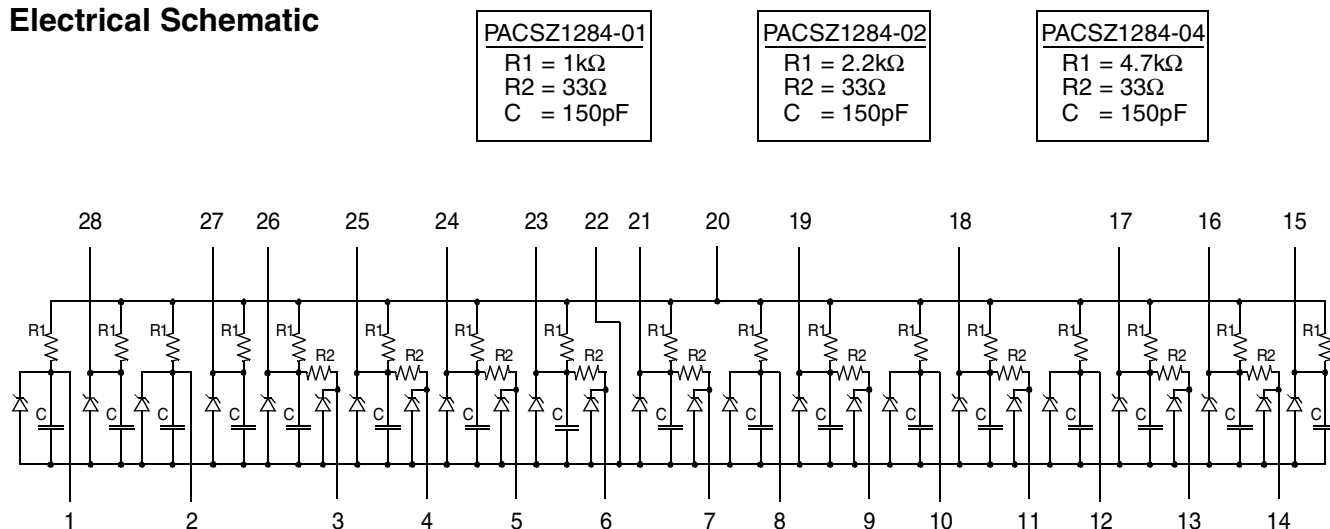 Electrical Schematic
PACSZ1284-01
R1 = 1kΩ
R2 = 33Ω
C = 150pF
PACSZ1284-02
R1 = 2.2kΩ
R2 = 33Ω
C = 150pF
PACSZ1284-04
R1 = 4.7kΩ
R2 = 33Ω
C = 150pF
28 27 26 25 24 23 22 21 20 19 18 17 16 15
R1 R1 R1 R1 R1 R1 R1 R1 R1 R1 R1 R1 R1 R1 R1 R1 R1 R1
R2 R2 R2 R2 R2 R2 R2 R2 R2
C C C C C C C C C C C C C C C C C C
1 2 3 4 5 6 7 8 9 10 11 12 13 14